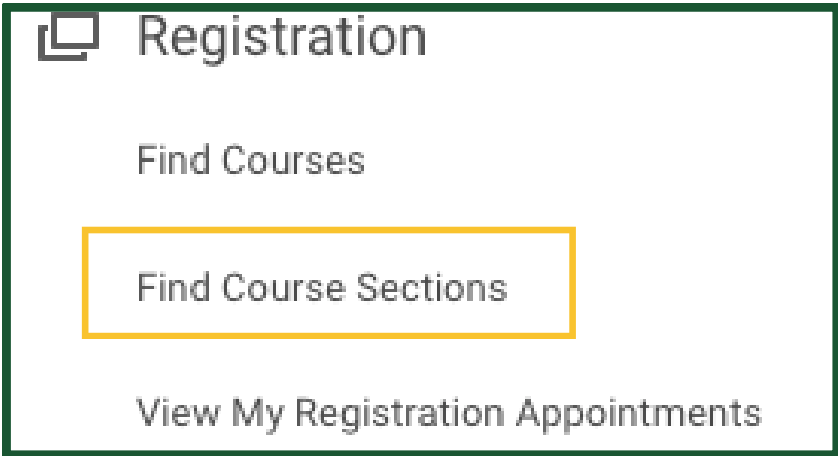 Registration
Find Courses
Find Course Sections
View My Registration Appointments